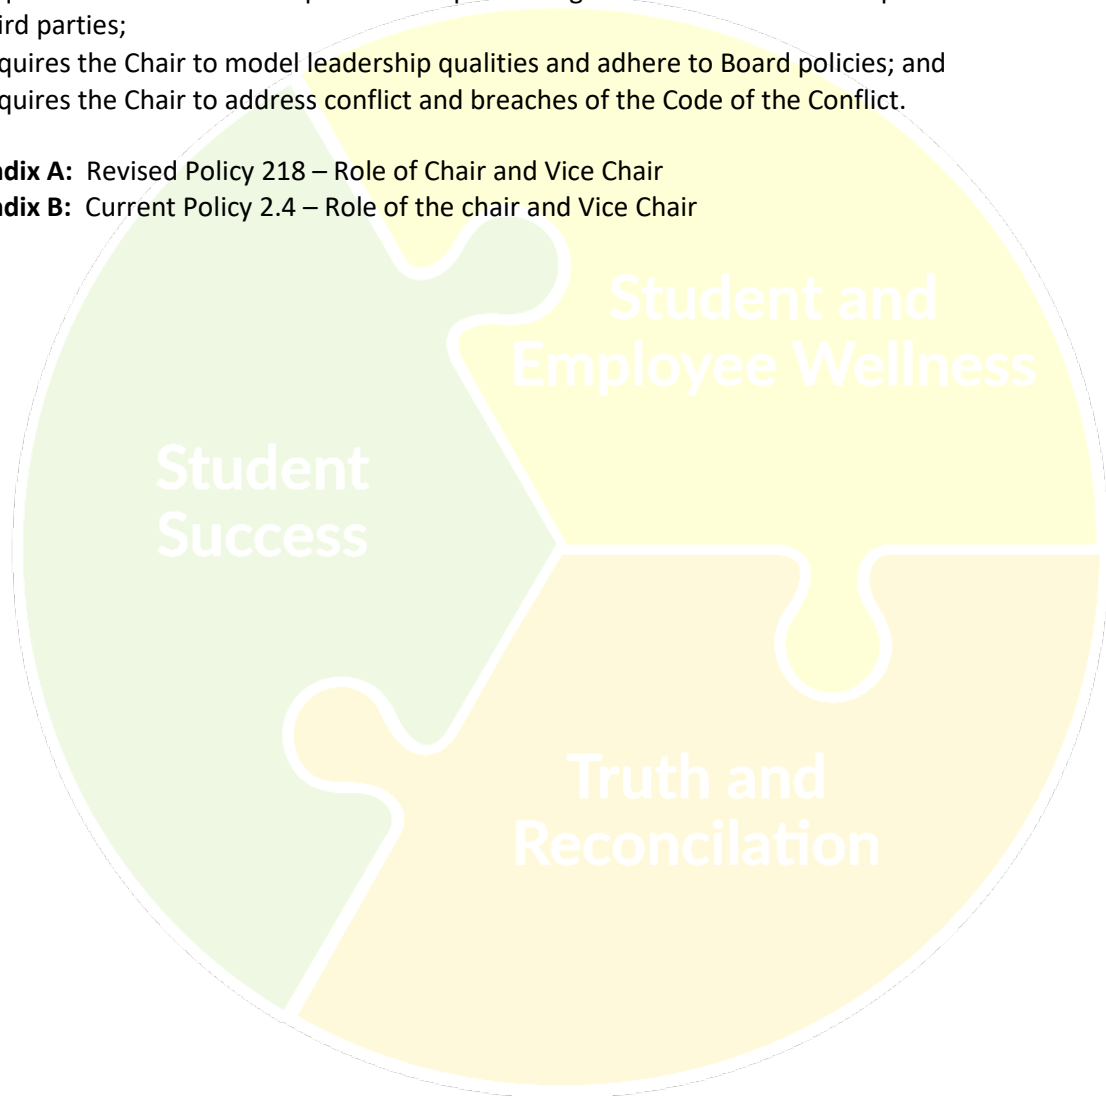 ird parties;
quires the Chair to model leadership qualities and adhere to Board policies; and
quires the Chair to address conflict and breaches of the Code of the Conflict.
ndix A: Revised Policy 218 – Role of Chair and Vice Chair
ndix B: Current Policy 2.4 – Role of the chair and Vice Chair
Student and
Employee Wellness
Student
Success
Truth and
Reconcilation